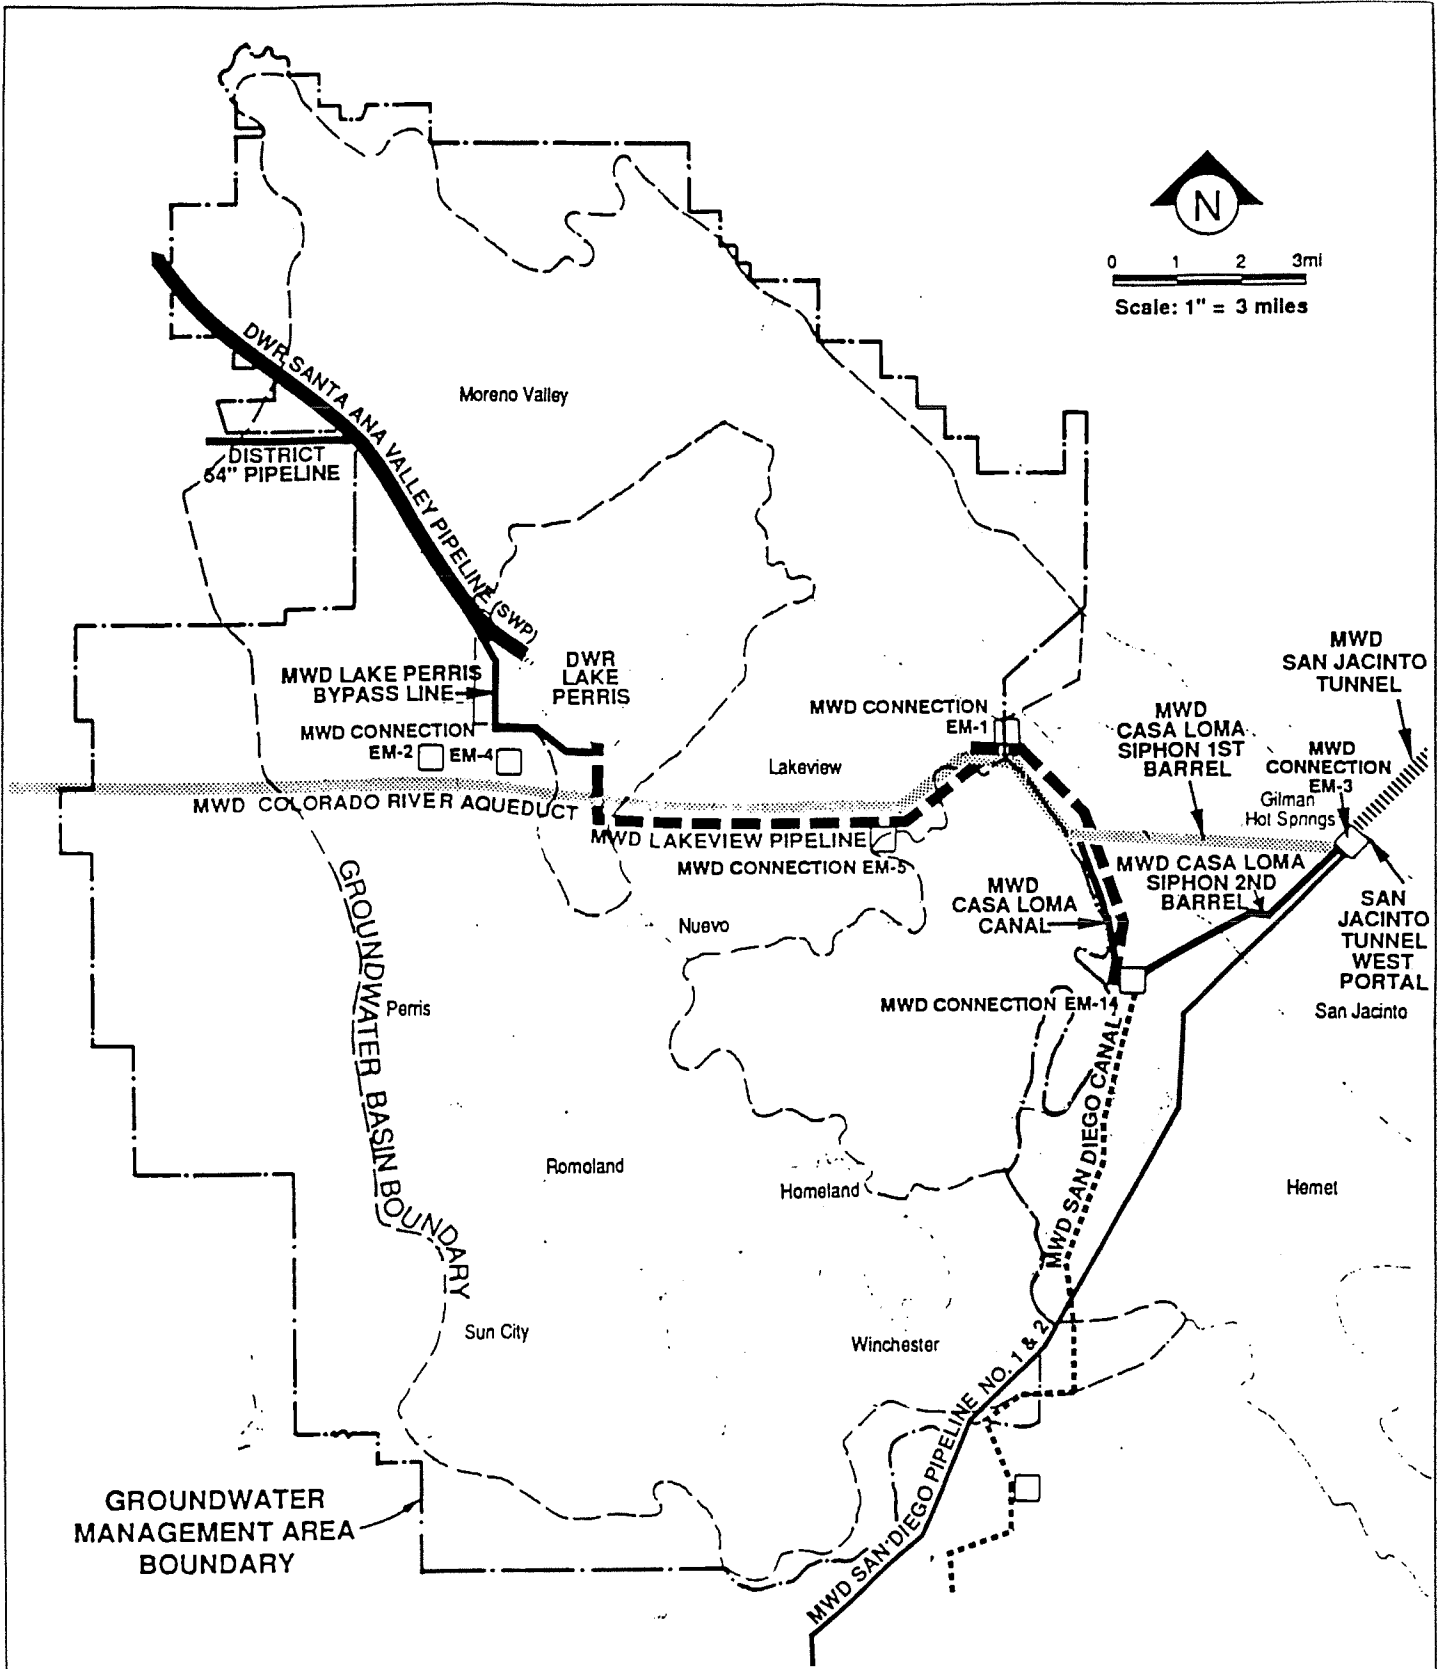 N
0 1 2 3mi
Scale: 1" = 3 miles
DWR SANTA ANA VALLEY PIPELINE (SWP)
Moreno Valley
DISTRICT
54" PIPELINE
MWD LAKE PERRIS
BYPASS LINE
DWR
LAKE
PERRIS
MWD CONNECTION
EM-2
EM-4
MWD CONNECTION
EM-1
MWD
SAN JACINTO
TUNNEL
MWD
CASA LOMA
SIPHON 1ST
BARREL
MWD
CONNECTION
EM-3
Gilman
Hot Springs
Lakeview
MWD COLORADO RIVER AQUEDUCT
MWD LAKEVIEW PIPELINE
MWD CONNECTION EM-5
MWD CASA LOMA
SIPHON 2ND
BARREL
MWD
CASA LOMA
CANAL
SAN
JACINTO
TUNNEL
WEST
PORTAL
Nuevo
MWD CONNECTION EM-14
San Jacinto
Perris
GROUNDWATER BASIN BOUNDARY
MWD SAN DIEGO CANAL
Romoland
Homeland
Hemet
Sun City
Winchester
MWD SAN DIEGO PIPELINE NO. 1 & 2
GROUNDWATER
MANAGEMENT AREA
BOUNDARY